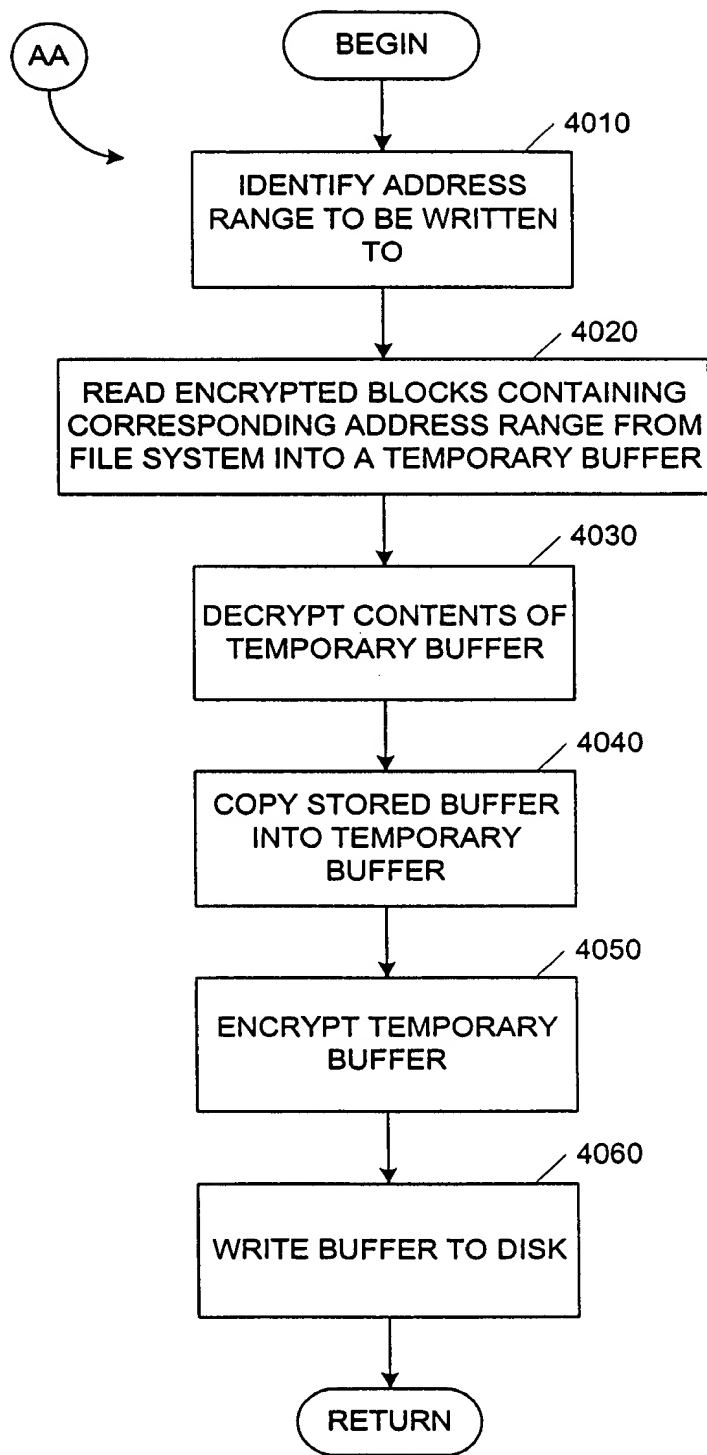 AA
BEGIN
4010
IDENTIFY ADDRESS
RANGE TO BE WRITTEN
TO
4020
READ ENCRYPTED BLOCKS CONTAINING
CORRESPONDING ADDRESS RANGE FROM
FILE SYSTEM INTO A TEMPORARY BUFFER
4030
DECRYPT CONTENTS OF
TEMPORARY BUFFER
4040
COPY STORED BUFFER
INTO TEMPORARY
BUFFER
4050
ENCRYPT TEMPORARY
BUFFER
4060
WRITE BUFFER TO DISK
RETURN